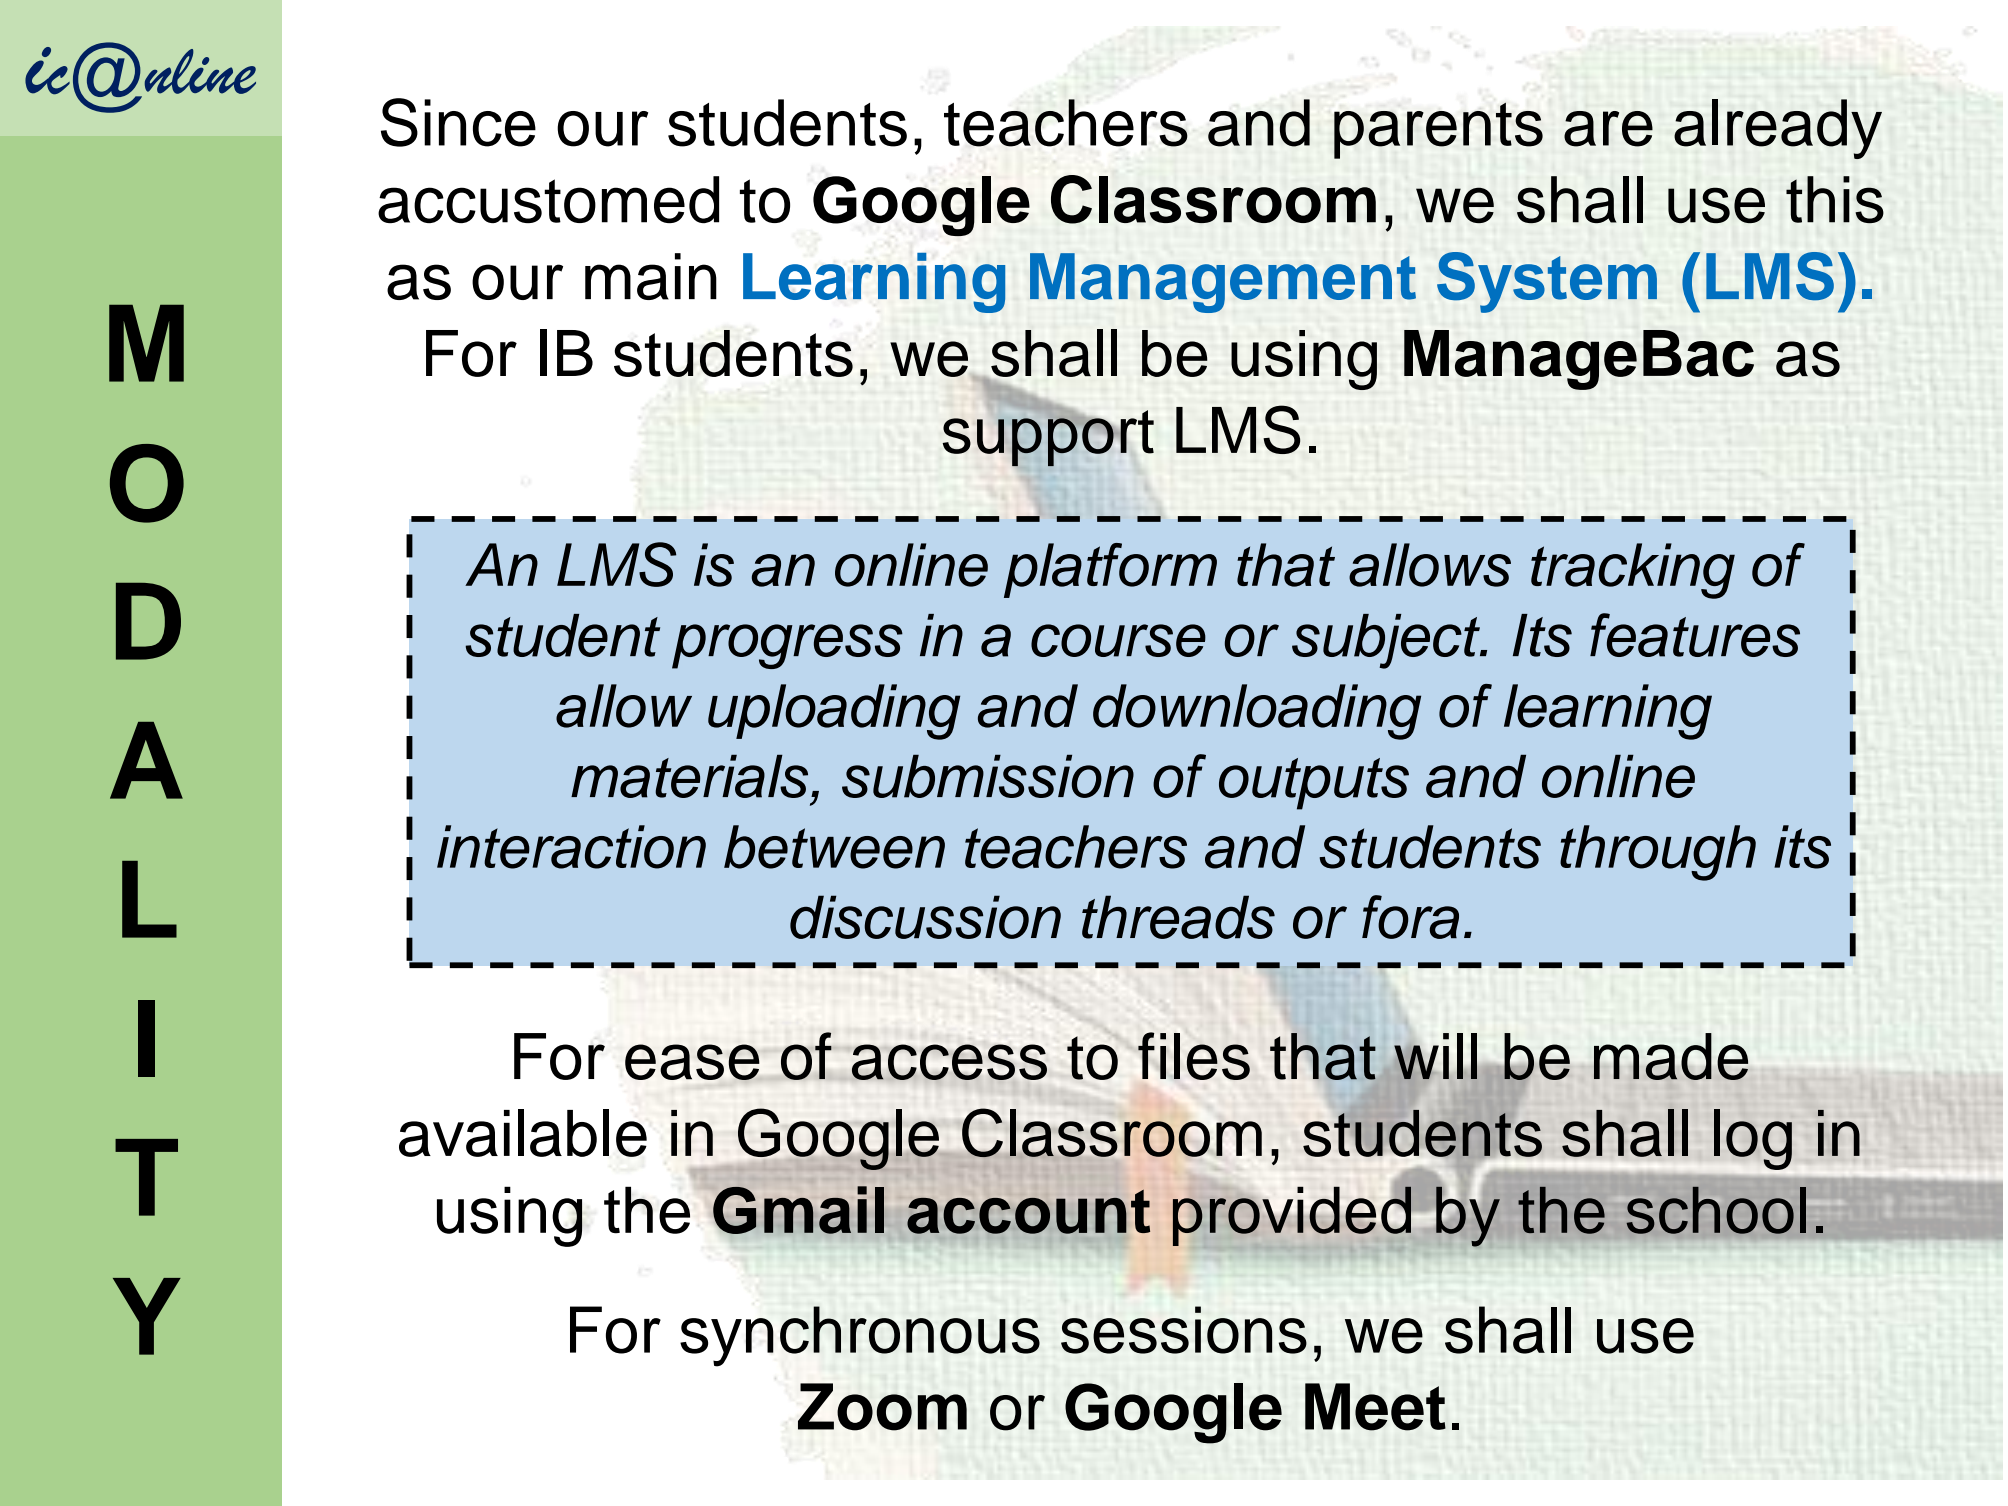 ic@nline
M
O
D
A
L
I
T
Y
Since our students, teachers and parents are already
accustomed to Google Classroom, we shall use this
as our main Learning Management System (LMS).
For IB students, we shall be using ManageBac as
support LMS.
An LMS is an online platform that allows tracking of
student progress in a course or subject. Its features
allow uploading and downloading of learning
materials, submission of outputs and online
interaction between teachers and students through its
discussion threads or fora.
For ease of access to files that will be made
available in Google Classroom, students shall log in
using the Gmail account provided by the school.
For synchronous sessions, we shall use
Zoom or Google Meet.